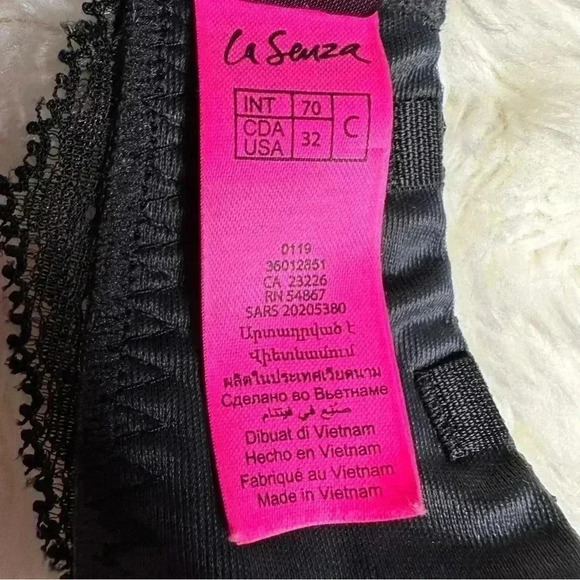 La Senza
INT 70 C
CDA USA 32
0119
36012851
CA 23226
RN 54867
SARS 20205380
Արտադրված է
Վիետնամում
ผลิตในประเทศเวียดนาม
Сделано во Вьетнаме
صنع في فيتنام
Dibuat di Vietnam
Hecho en Vietnam
Fabriqué au Vietnam
Made in Vietnam